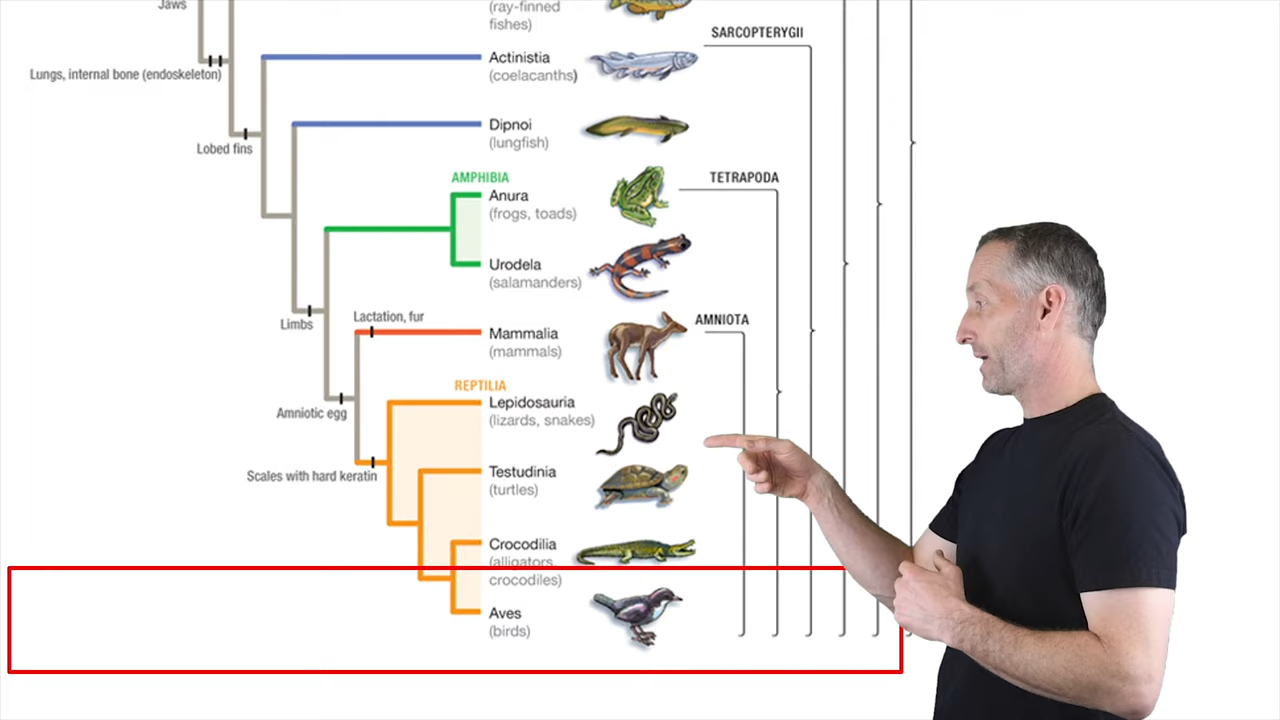 Jaws
(ray-finned
fishes)
SARCOPTERYGII
Actinistia
(coelacanths)
Lungs, internal bone (endoskeleton)
Dipnoi
(lungfish)
Lobed fins
AMPHIBIA
TETRAPODA
Anura
(frogs, toads)
Urodela
(salamanders)
Limbs
Lactation, fur
AMNIOTA
Mammalia
(mammals)
REPTILIA
Lepidosauria
(lizards, snakes)
Amniotic egg
Scales with hard keratin
Testudinia
(turtles)
Crocodilia
(alligators,
crocodiles)
Aves
(birds)